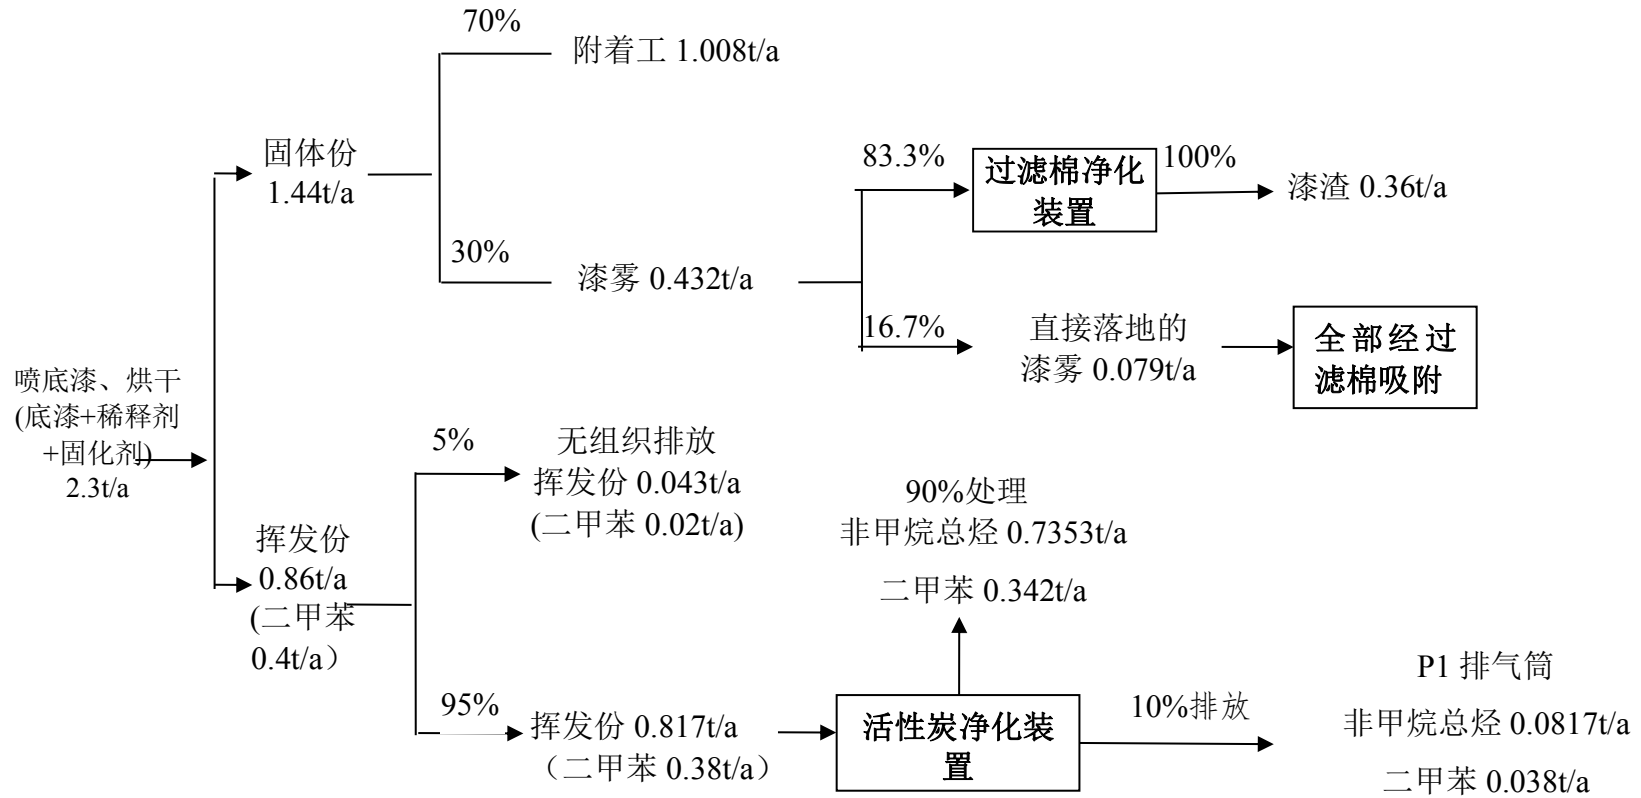 70%
附着工 1.008t/a
固体份
1.44t/a
83.3%
过滤棉净化
装置
100%
漆渣 0.36t/a
30%
漆雾 0.432t/a
16.7%
直接落地的
漆雾 0.079t/a
全部经过
滤棉吸附
喷底漆、烘干
(底漆+稀释剂
+固化剂)
2.3t/a
5%
无组织排放
挥发份 0.043t/a
(二甲苯 0.02t/a)
90%处理
非甲烷总烃 0.7353t/a
二甲苯 0.342t/a
挥发份
0.86t/a
(二甲苯
0.4t/a）
95%
挥发份 0.817t/a
（二甲苯 0.38t/a）
活性炭净化装
置
10%排放
P1 排气筒
非甲烷总烃 0.0817t/a
二甲苯 0.038t/a